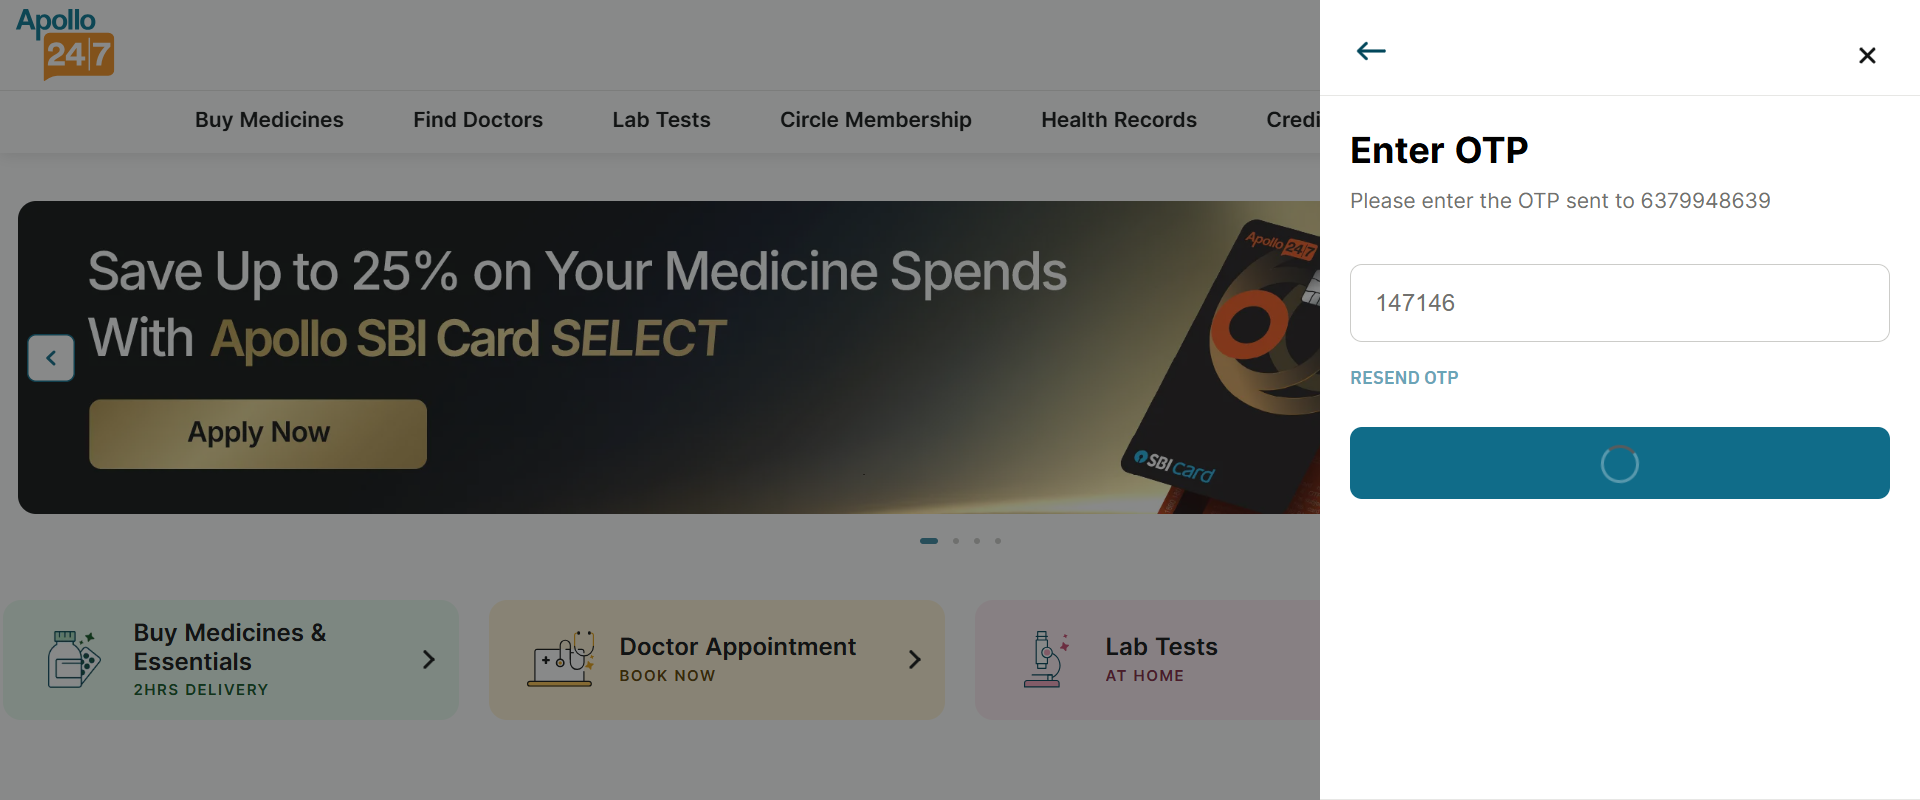 Apollo
24|7
Buy Medicines
Find Doctors
Lab Tests
Circle Membership
Health Records
Credi
Save Up to 25% on Your Medicine Spends
With Apollo SBI Card SELECT
Apply Now
Apollo 24|7
SBI card
Buy Medicines &
Essentials
2HRS DELIVERY
Doctor Appointment
BOOK NOW
Lab Tests
AT HOME
Enter OTP
Please enter the OTP sent to 6379948639
147146
RESEND OTP